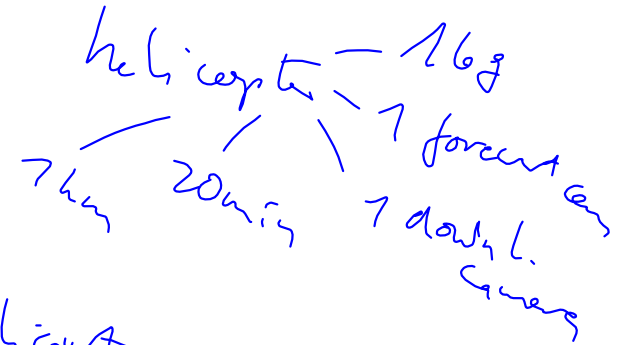 helicopter
16g
1 forward cam
1km
20min
1 down l.
camera